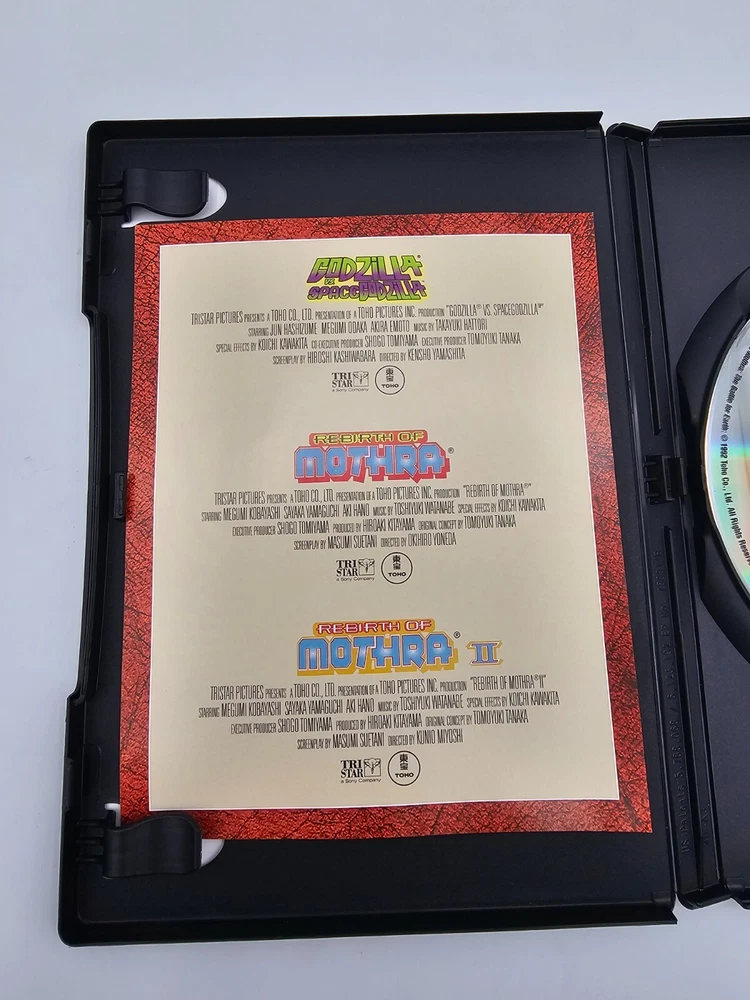 GODZILLA®
VS.
SPACEGODZILLA
TRISTAR PICTURES PRESENTS A TOHO CO., LTD. PRESENTATION OF A TOHO PICTURES INC. PRODUCTION "GODZILLA® VS. SPACEGODZILLA®"
STARRING JUN HASHIZUME MEGUMI ODAKA AKIRA EMOTO MUSIC BY TAKAYUKI HATTORI
SPECIAL EFFECTS BY KOICHI KAWAKITA CO-EXECUTIVE PRODUCER SHOGO TOMIYAMA EXECUTIVE PRODUCER TOMOYUKI TANAKA
SCREENPLAY BY HIROSHI KASHIWABARA DIRECTED BY KENSHO YAMASHITA
TRI
STAR
a Sony Company
東宝
TOHO
REBIRTH OF
MOTHRA®
TRISTAR PICTURES PRESENTS A TOHO CO., LTD. PRESENTATION OF A TOHO PICTURES INC. PRODUCTION "REBIRTH OF MOTHRA®"
STARRING MEGUMI KOBAYASHI SAYAKA YAMAGUCHI AKI HANO MUSIC BY TOSHIYUKI WATANABE SPECIAL EFFECTS BY KOICHI KAWAKITA
EXECUTIVE PRODUCER SHOGO TOMIYAMA PRODUCED BY HIROAKI KITAYAMA ORIGINAL CONCEPT BY TOMOYUKI TANAKA
SCREENPLAY BY MASUMI SUETANI DIRECTED BY OKIHIRO YONEDA
TRI
STAR
a Sony Company
東宝
TOHO
REBIRTH OF
MOTHRA® II
TRISTAR PICTURES PRESENTS A TOHO CO., LTD. PRESENTATION OF A TOHO PICTURES INC. PRODUCTION "REBIRTH OF MOTHRA® II"
STARRING MEGUMI KOBAYASHI SAYAKA YAMAGUCHI AKI HANO MUSIC BY TOSHIYUKI WATANABE SPECIAL EFFECTS BY KOICHI KAWAKITA
EXECUTIVE PRODUCER SHOGO TOMIYAMA PRODUCED BY HIROAKI KITAYAMA ORIGINAL CONCEPT BY TOMOYUKI TANAKA
SCREENPLAY BY MASUMI SUETANI DIRECTED BY KUNIO MIYOSHI
TRI
STAR
a Sony Company
東宝
TOHO
The Battle for Earth: © 1992 Toho Co., Ltd. All Rights